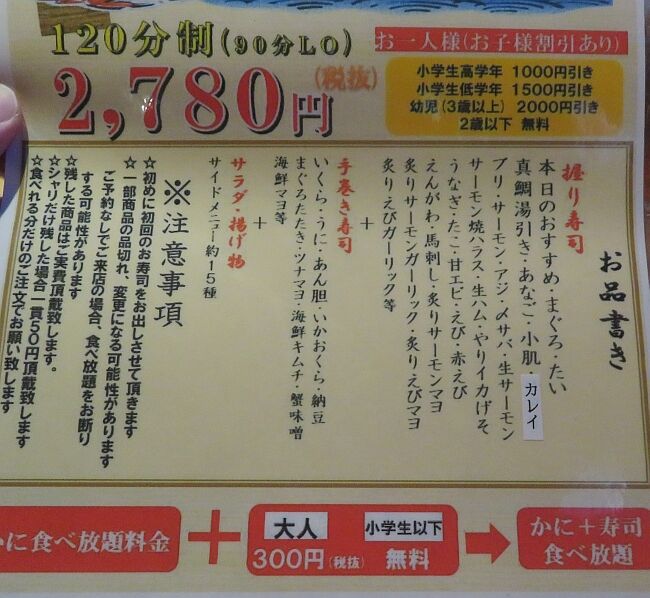 120分制(90分LO)
2,780円
(税抜)
お一人様(お子様割引あり)
小学生高学年 1000円引き
小学生低学年 1500円引き
幼児(3歳以上) 2000円引き
2歳以下 無料
お品書き
握り寿司
本日のおすすめ・まぐろ・たい
真鯛湯引き・あなご・小肌・カレイ
ブリ・サーモン・アジ・〆サバ・生サーモン
サーモン焼ハラス・生ハム・やりイカげそ
うなぎ・たこ・甘エビ・えび・赤えび
えんがわ・馬刺し・炙りサーモンマヨ
炙りサーモンガーリック・炙りえびマヨ
炙りえびガーリック等
+
手巻き寿司
いくら・うに・あん胆・いかおくら・納豆
まぐろたたき・ツナマヨ・海鮮キムチ・蟹味噌
海鮮マヨ等
+
サラダ・揚げ物
サイドメニュー約15種
※注意事項
☆初めに初回のお寿司をお出しさせて頂きます
☆一部商品の品切れ、変更になる可能性があります
ご予約なしでご来店の場合、食べ放題をお断り
する可能性があります
☆残した商品はご実費頂戴致します。
☆シャリだけ残した場合一貫50円頂戴致します
☆食べれる分だけのご注文でお願い致します
に食べ放題料金
+
大人
300円(税抜)
小学生以下
無料
かに+寿司
食べ放題